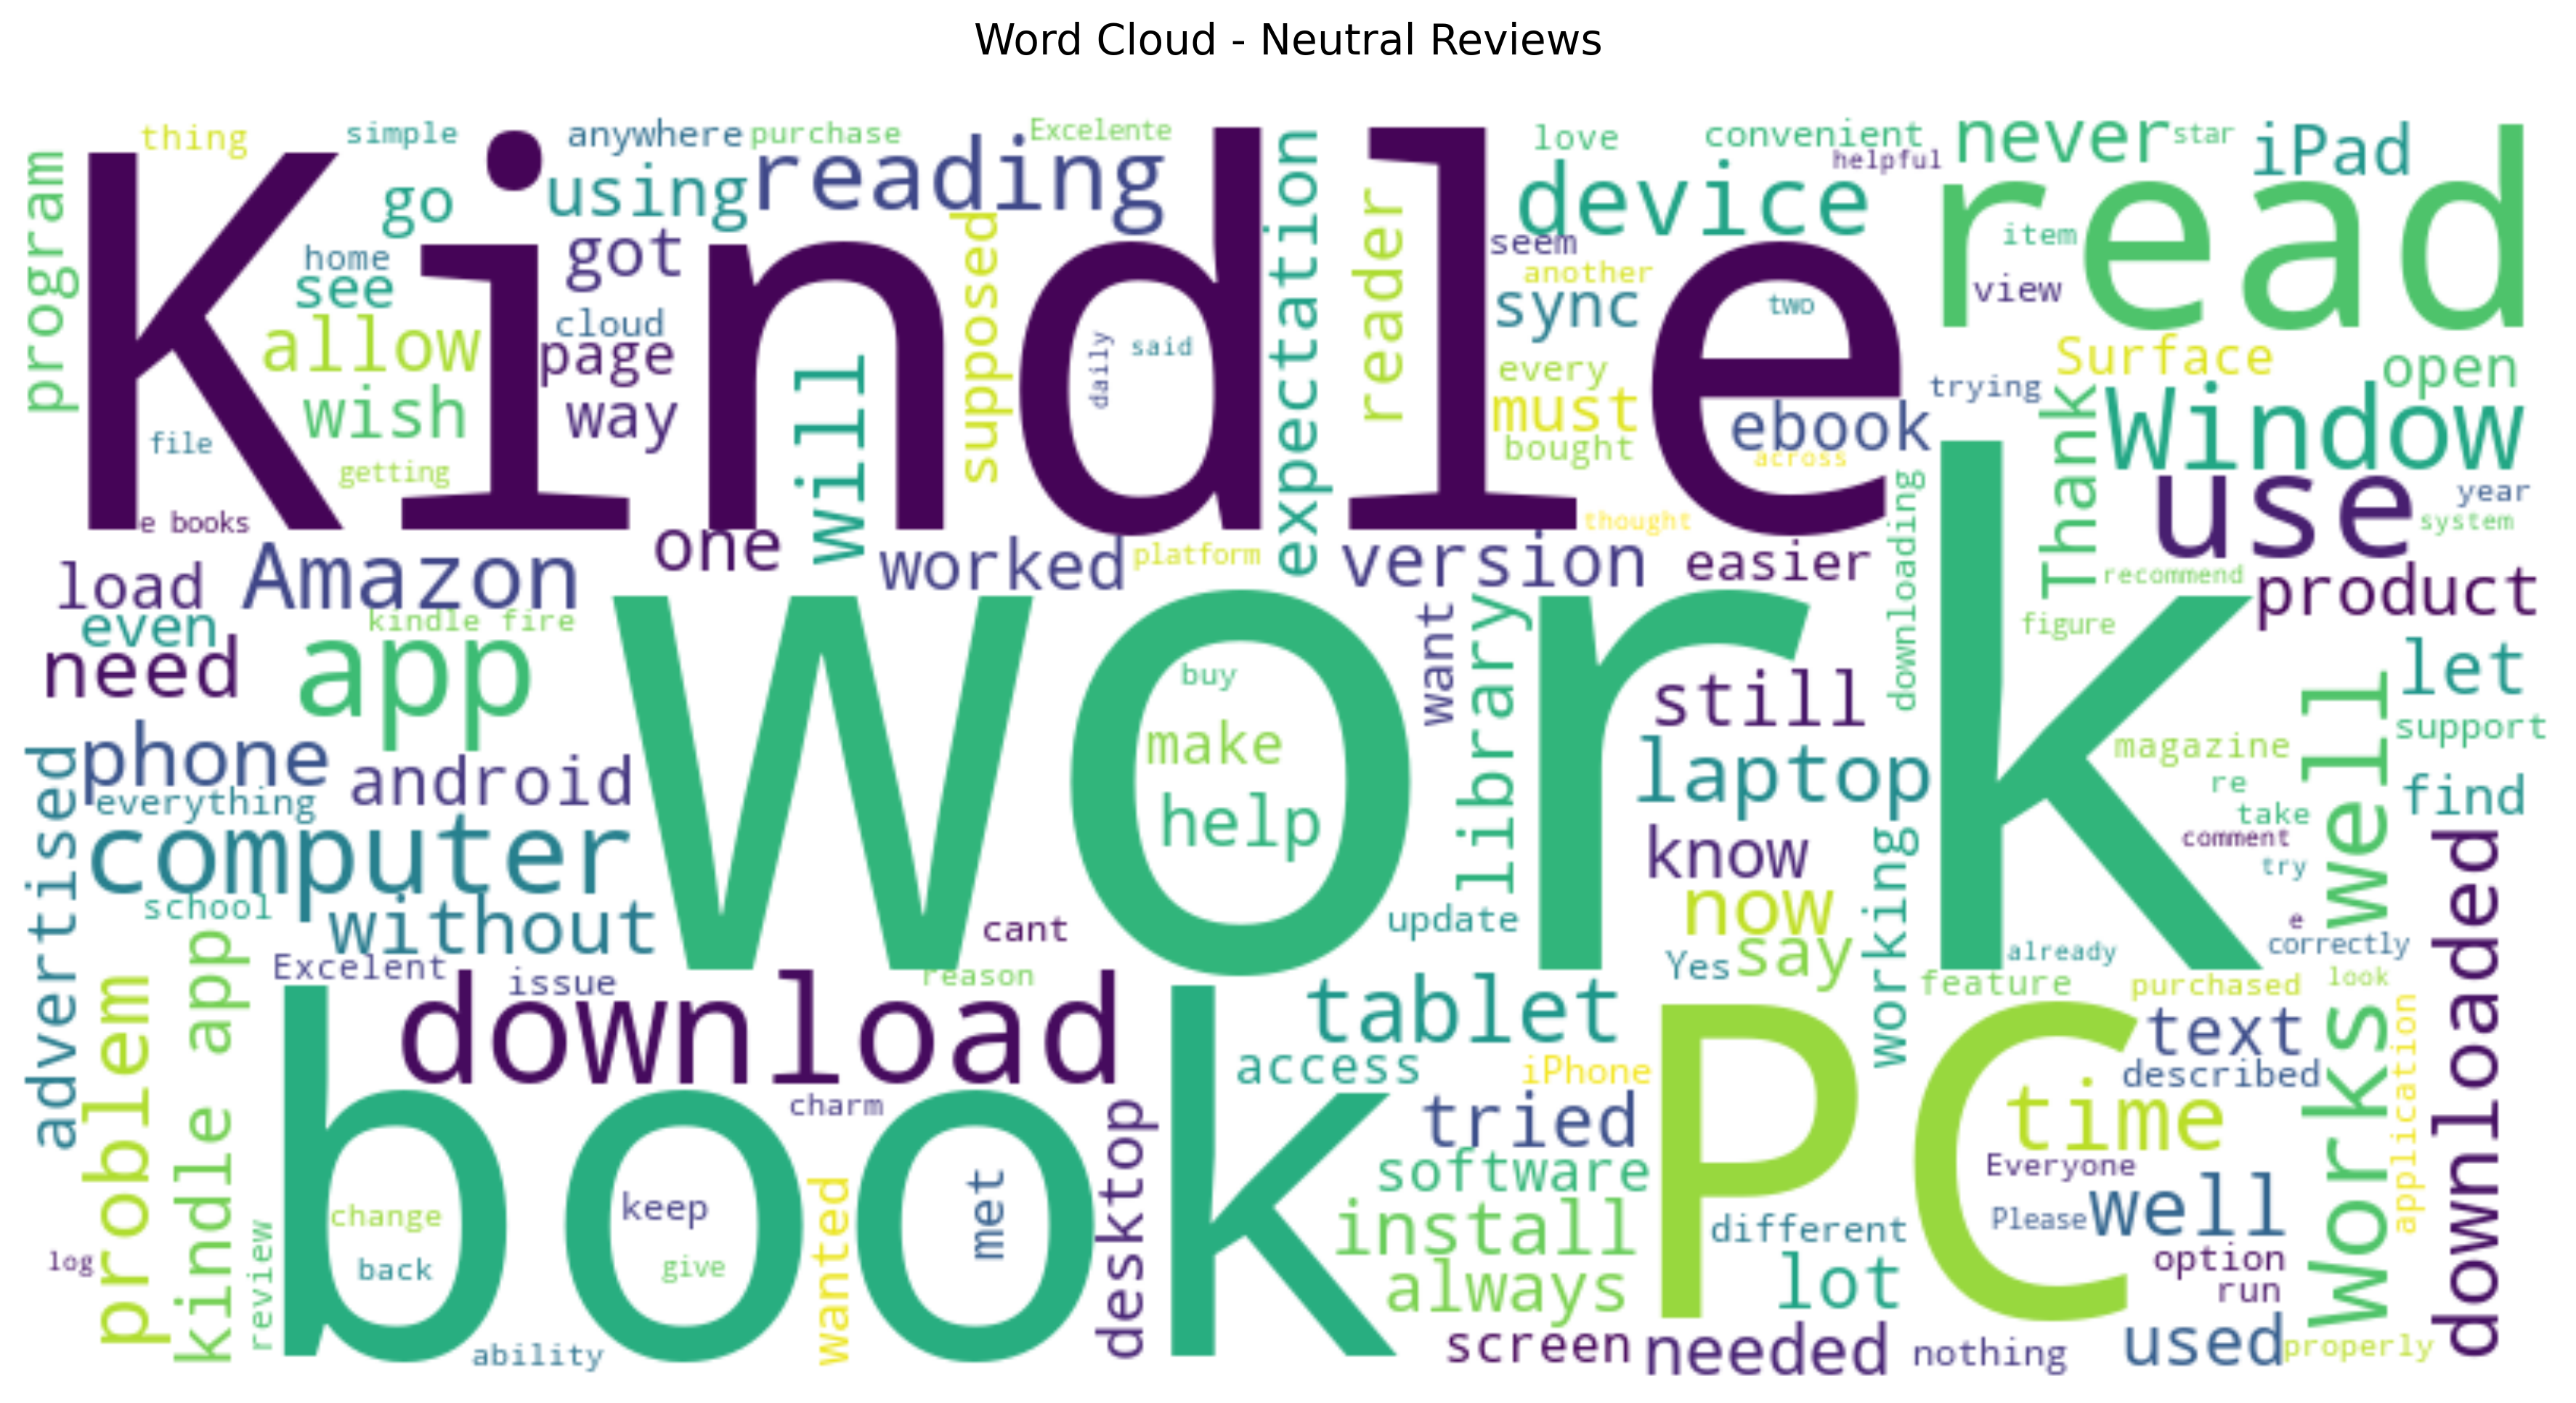 Word Cloud - Neutral Reviews
thing
simple
anywhere
purchase
Excelente
love
convenient
helpful
never
star
iPad
program
Kindle
go
using
reading
expectation
reader
device
read
item
view
home
see
got
supposed
seem
another
sync
two
cloud
allow
page
will
daily
said
every
must
Surface
open
trying
wish
way
bought
ebook
across
Thank
Window
file
getting
e books
downloading
use
year
system
thought
load
Amazon
one
worked
platform
version
easier
recommend
product
even
kindle fire
work
want
library
figure
need
app
buy
still
let
support
phone
android
make
laptop
magazine
well
advertised
everything
help
re
take
find
computer
know
comment
try
school
without
cant
update
now
working
e
correctly
downloaded
Excelent
issue
reason
Yes
say
already
feature
purchased
look
problem
kindle app
download
tablet
PC
text
Works well
application
access
iPhone
described
book
charm
desktop
tried
time
software
Everyone
change
keep
met
wanted
install
different
Please
well
log
review
back
give
always
lot
option
run
ability
screen
needed
nothing
used
properly